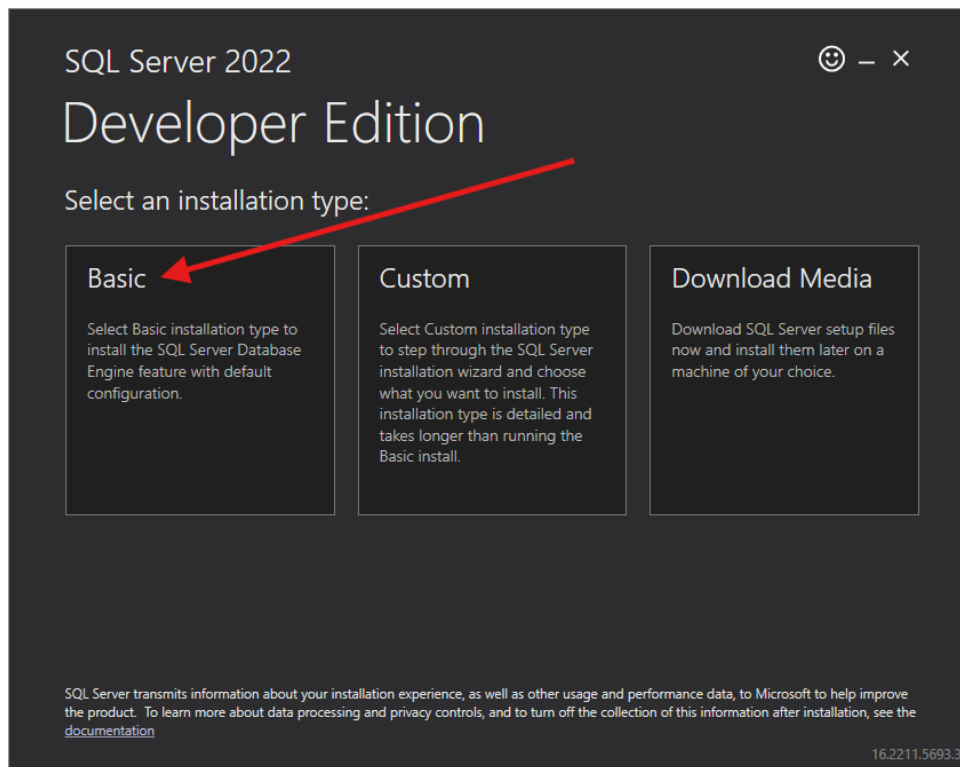 SQL Server 2022
Developer Edition
Select an installation type:
Basic
Select Basic installation type to
install the SQL Server Database
Engine feature with default
configuration.
Custom
Select Custom installation type
to step through the SQL Server
installation wizard and choose
what you want to install. This
installation type is detailed and
takes longer than running the
Basic install.
Download Media
Download SQL Server setup files
now and install them later on a
machine of your choice.
SQL Server transmits information about your installation experience, as well as other usage and performance data, to Microsoft to help improve
the product. To learn more about data processing and privacy controls, and to turn off the collection of this information after installation, see the
documentation
16.2211.5693.3